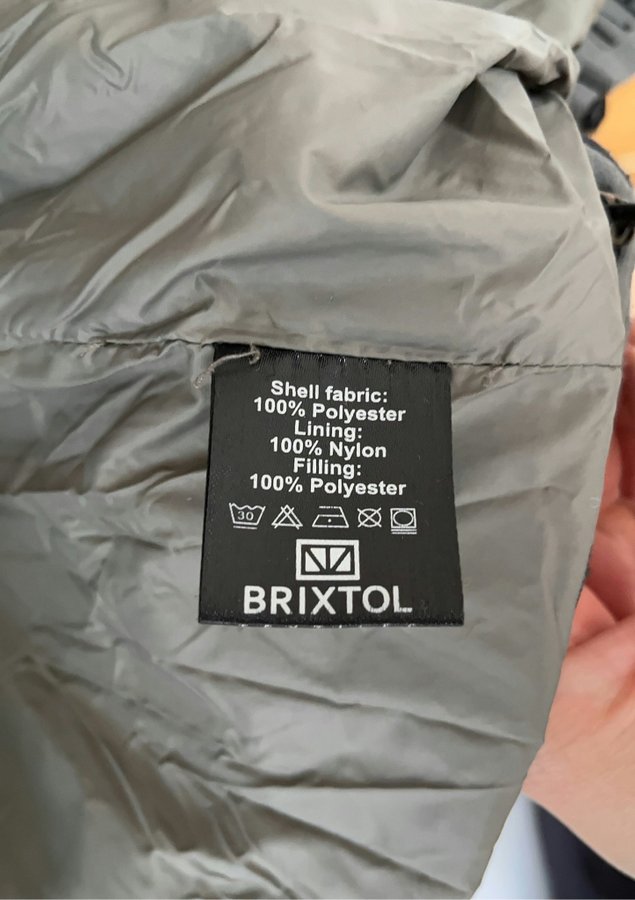 Shell fabric:
100% Polyester
Lining:
100% Nylon
Filling:
100% Polyester
30
BRIXTOL